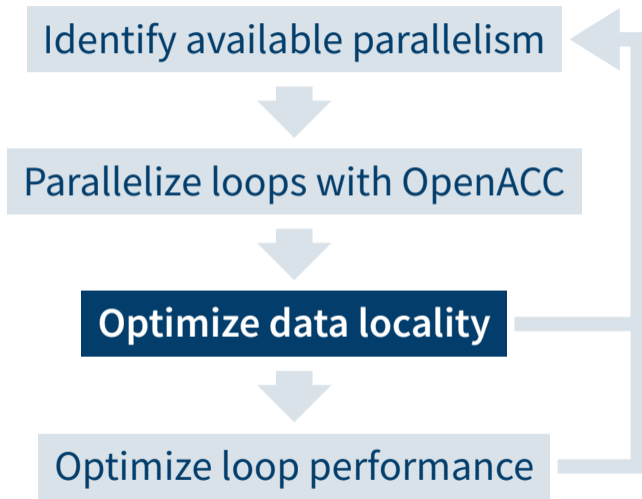 Identify available parallelism
Parallelize loops with OpenACC
Optimize data locality
Optimize loop performance